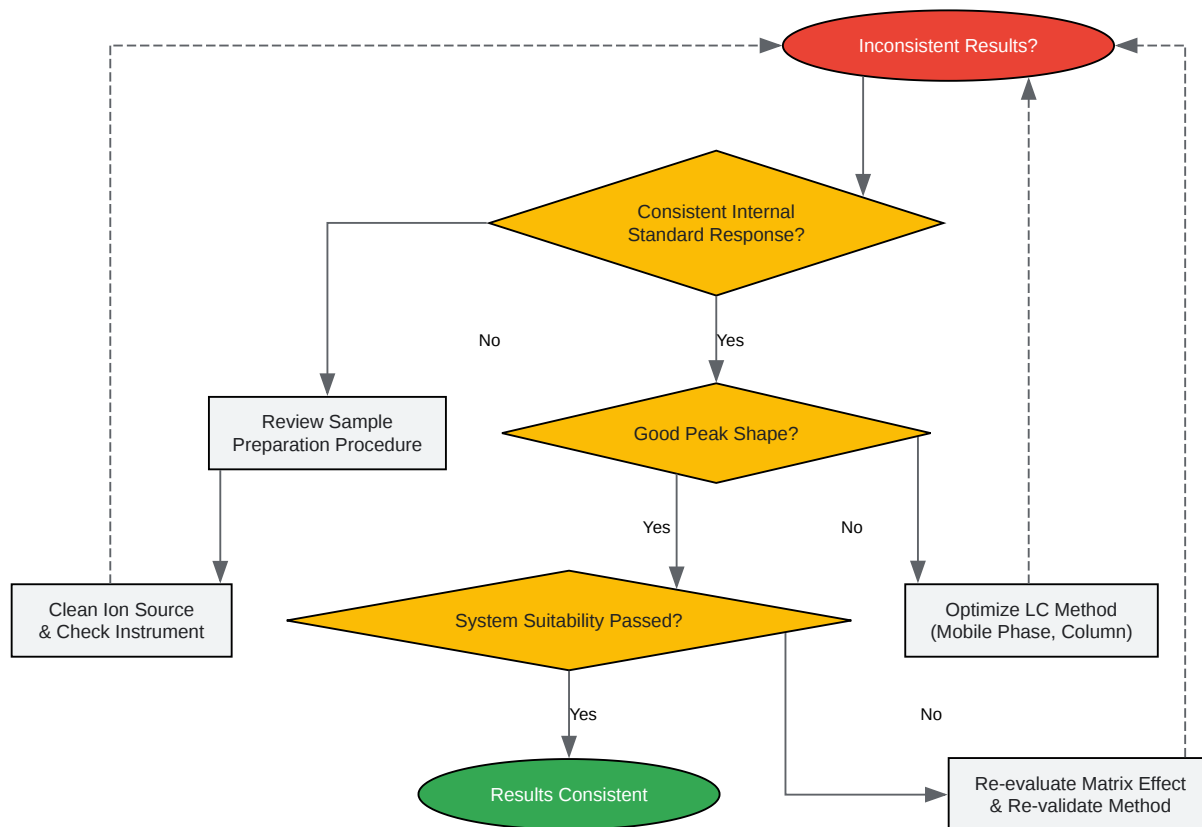 Inconsistent Results?
Consistent Internal
Standard Response?
No
Yes
Review Sample
Preparation Procedure
Good Peak Shape?
Yes
No
Clean Ion Source
& Check Instrument
System Suitability Passed?
Optimize LC Method
(Mobile Phase, Column)
Yes
No
Results Consistent
Re-evaluate Matrix Effect
& Re-validate Method